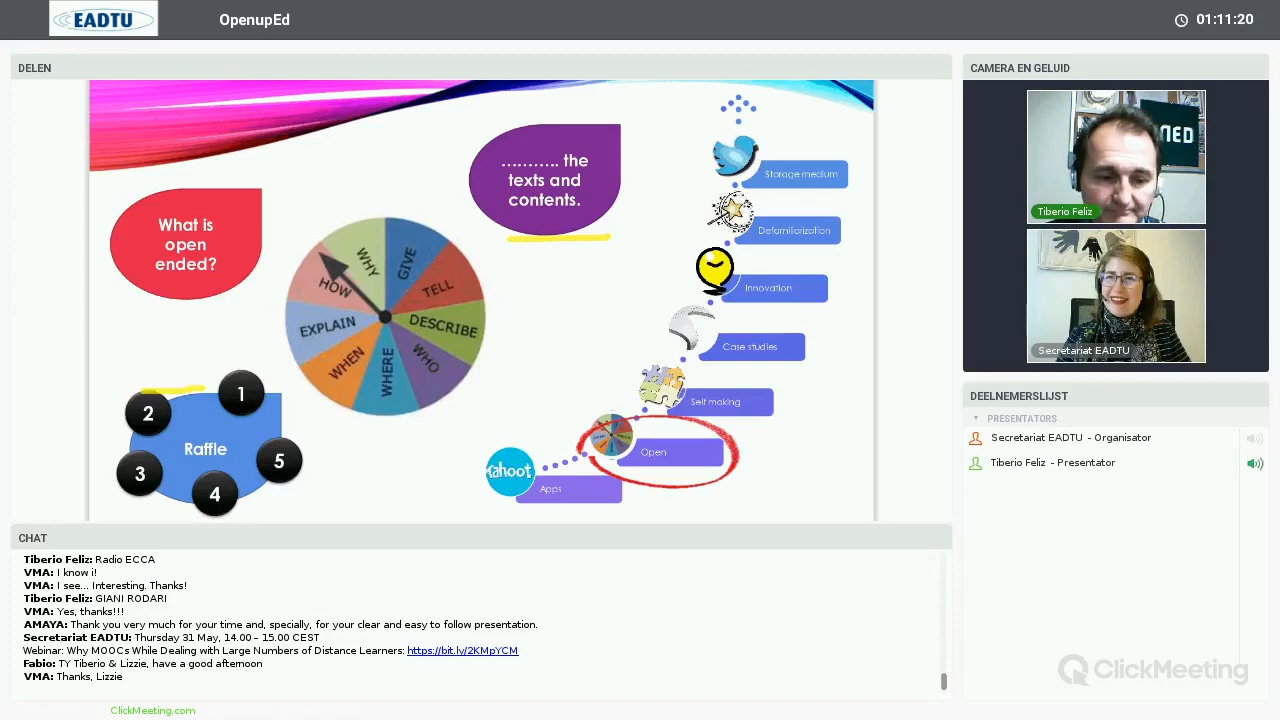 EADTU
OpenupEd
01:11:20
DELEN
What is
open
ended?
........... the
texts and
contents.
WHY
GIVE
HOW
TELL
EXPLAIN
DESCRIBE
WHEN
WHERE
WHO
Storage medium
Defamiliarization
Innovation
Case studies
Self making
Open
Kahoot
Apps
1
2
3
4
5
Raffle
CAMERA EN GELUID
Tiberio Feliz
Secretariat EADTU
DEELNEMERSLIJST
PRESENTATORS
Secretariat EADTU - Organisator
Tiberio Feliz - Presentator
CHAT
Tiberio Feliz: Radio ECCA
VMA: I know i!
VMA: I see... Interesting. Thanks!
Tiberio Feliz: GIANI RODARI
VMA: Yes, thanks!!!
AMAYA: Thank you very much for your time and, specially, for your clear and easy to follow presentation.
Secretariat EADTU: Thursday 31 May, 14.00 – 15.00 CEST
Webinar: Why MOOCs While Dealing with Large Numbers of Distance Learners: https://bit.ly/2KMpYCM
Fabio: TY Tiberio & Lizzie, have a good afternoon
VMA: Thanks, Lizzie
ClickMeeting
ClickMeeting.com